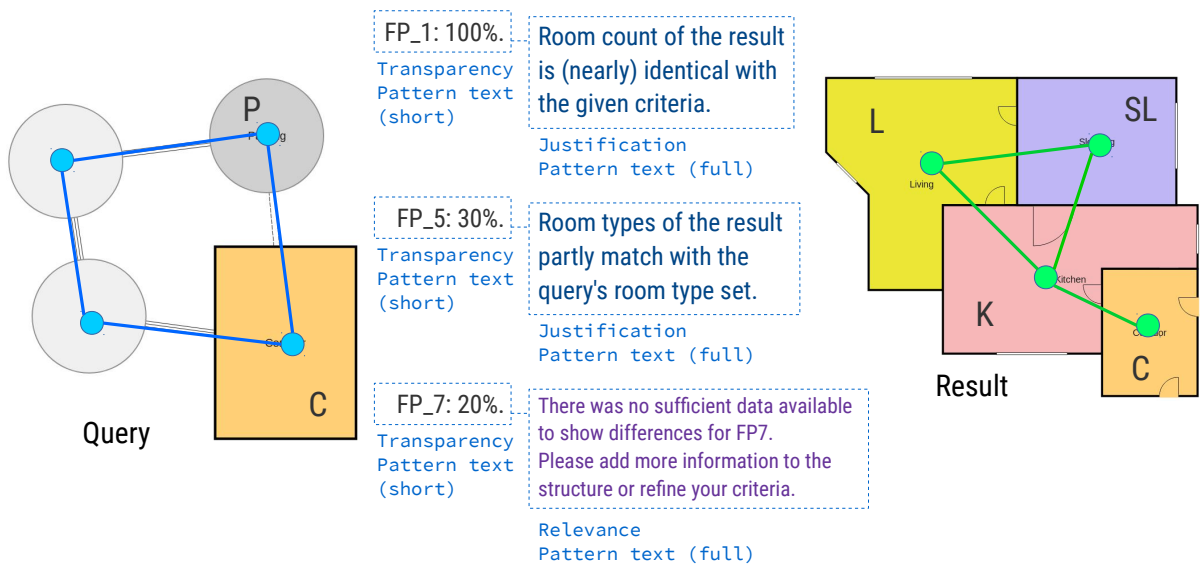 P
C
Query
FP_1: 100%.
Transparency
Pattern text
(short)
Room count of the result
is (nearly) identical with
the given criteria.
Justification
Pattern text (full)
FP_5: 30%.
Transparency
Pattern text
(short)
Room types of the result
partly match with the
query's room type set.
Justification
Pattern text (full)
FP_7: 20%.
Transparency
Pattern text
(short)
There was no sufficient data available
to show differences for FP7.
Please add more information to the
structure or refine your criteria.
Relevance
Pattern text (full)
L
SL
Living
Kitchen
K
C
Result